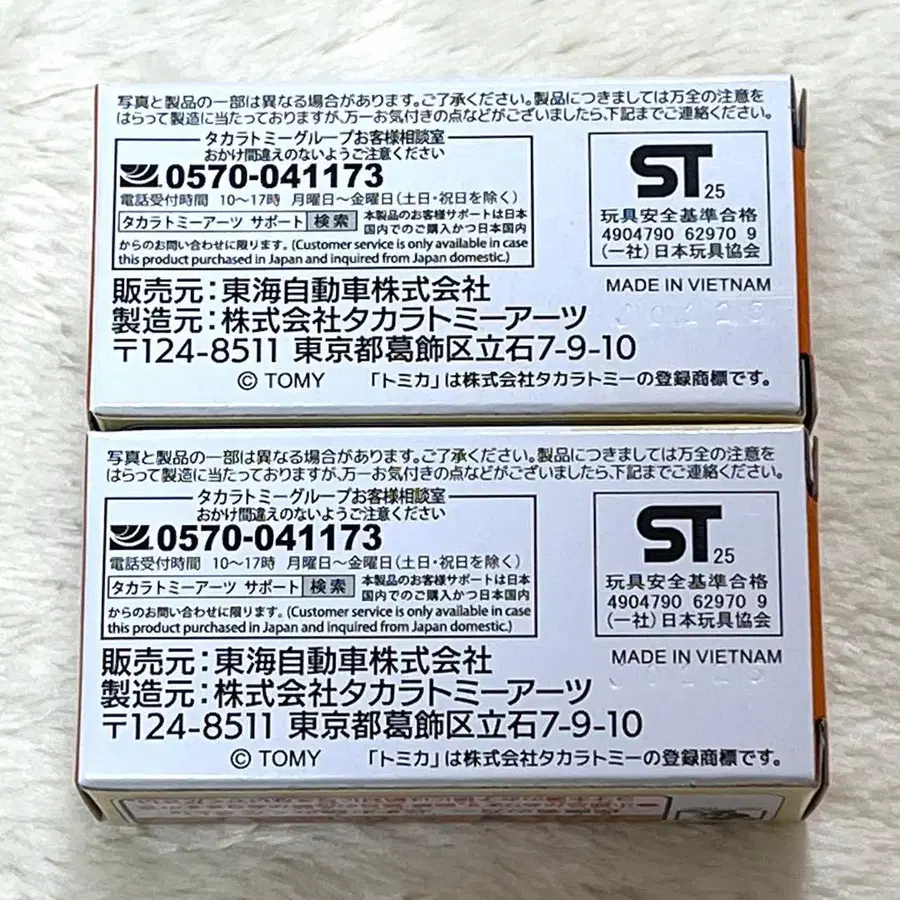 写真と製品の一部は異なる場合があります。ご了承ください。製品につきましては万全の注意を
はらって製造に当たっておりますが、万一お気付きの点などがございましたら、下記までご連絡ください。
タカラトミーグループお客様相談室
おかけ間違えのないようご注意ください
0570-041173
電話受付時間 10〜17時 月曜日〜金曜日(土日・祝日を除く)
タカラトミーアーツ サポート 検索
本製品のお客様サポートは日本
国内でのご購入かつ日本国内
からのお問い合わせに限ります。(Customer service is only available in case
this product purchased in Japan and inquired from Japan domestic.)
ST 25
玩具安全基準合格
4904790 62970 9
(一社)日本玩具協会
MADE IN VIETNAM
販売元:東海自動車株式会社
製造元:株式会社タカラトミーアーツ
〒124-8511 東京都葛飾区立石7-9-10
© TOMY 「トミカ」は株式会社タカラトミーの登録商標です。
写真と製品の一部は異なる場合があります。ご了承ください。製品につきましては万全の注意を
はらって製造に当たっておりますが、万一お気付きの点などがございましたら、下記までご連絡ください。
タカラトミーグループお客様相談室
おかけ間違えのないようご注意ください
0570-041173
電話受付時間 10〜17時 月曜日〜金曜日(土日・祝日を除く)
タカラトミーアーツ サポート 検索
本製品のお客様サポートは日本
国内でのご購入かつ日本国内
からのお問い合わせに限ります。(Customer service is only available in case
this product purchased in Japan and inquired from Japan domestic.)
ST 25
玩具安全基準合格
4904790 62970 9
(一社)日本玩具協会
MADE IN VIETNAM
販売元:東海自動車株式会社
製造元:株式会社タカラトミーアーツ
〒124-8511 東京都葛飾区立石7-9-10
© TOMY 「トミカ」は株式会社タカラトミーの登録商標です。